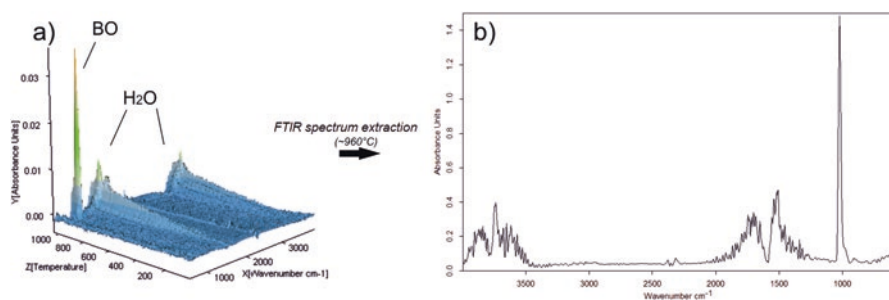 a)
BO
H2O
Y[Absorbance Units]
0.03
0.02
0.01
0.00
1000
800
600
400
200
Z[Temperature]
1000
2000
3000
X[Wavenumber cm-1]
FTIR spectrum extraction
(~960°C)
b)
Absorbance Units
1.4
1.2
1.0
0.8
0.6
0.4
0.2
0.0
3500 3000 2500 2000 1500 1000
Wavenumber cm-1